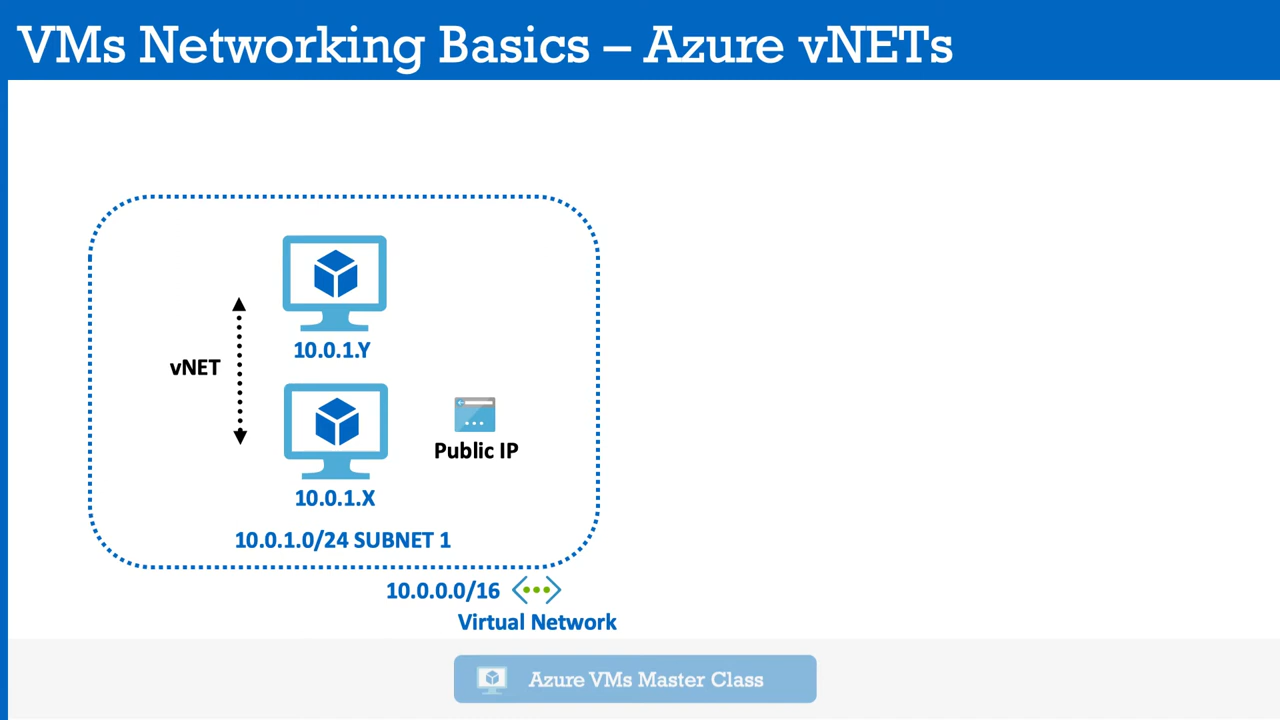 VMs Networking Basics – Azure vNETs
10.0.1.Y
vNET
Public IP
10.0.1.X
10.0.1.0/24 SUBNET 1
10.0.0.0/16
Virtual Network
Azure VMs Master Class